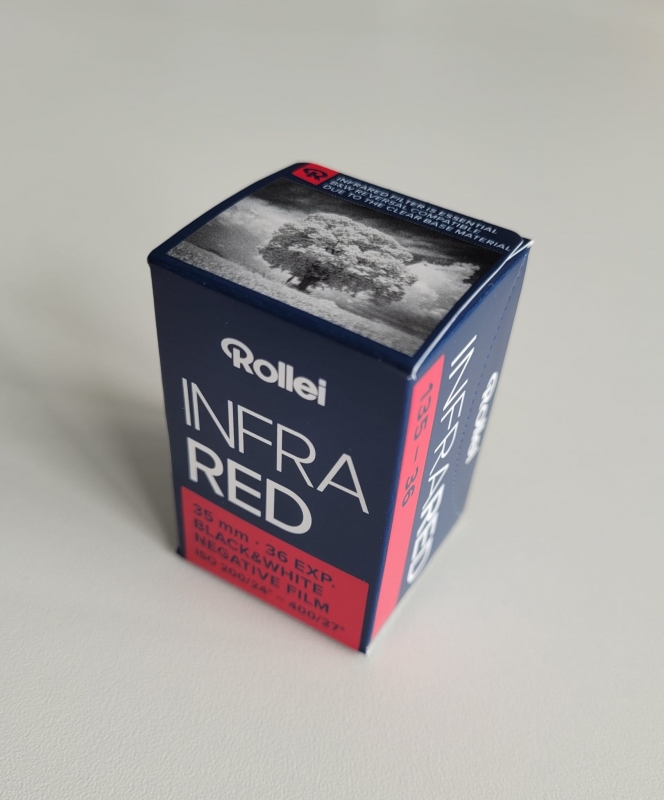 INFRARED FILTER IS ESSENTIAL
B&W REVERSAL COMPATIBLE
DUE TO THE CLEAR BASE MATERIAL
Rollei
INFRA
RED
35 mm · 36 EXP.
BLACK&WHITE
NEGATIVE FILM
ISO 200/24° – 400/27°
135 – 36
INFRARED
Rollei